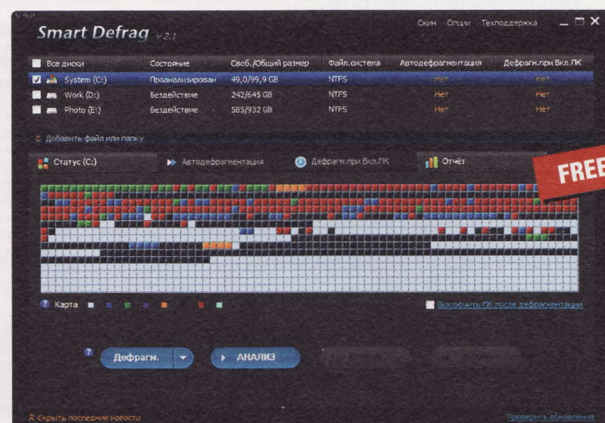 Smart Defrag v 2.1
Скин Опции Техподдержка
Все диски Состояние Своб./Общий размер Файл.система Автодефрагментация Дефрагм.при Вкл.ПК
System (C:) Проанализирован 49,0/99,9 GB NTFS Нет Нет
Work (D:) Бездействие 242/645 GB NTFS Нет Нет
Photo (E:) Бездействие 585/932 GB NTFS Нет Нет
Добавить файл или папку
Статус (C:) Автодефрагментация Дефрагм.при Вкл.ПК Отчёт
FREE
Карта
Выключить ПК после дефрагментации
Дефрагм. АНАЛИЗ
Скрыть последние новости
Проверить обновления